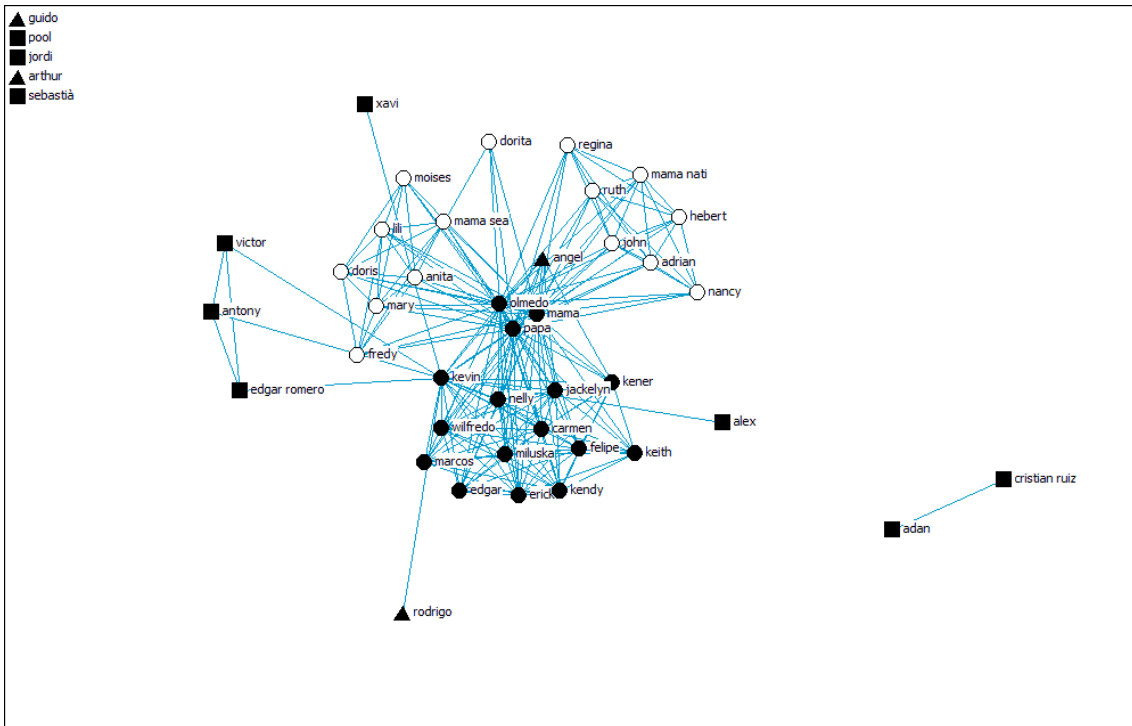 guido
pool
jordi
arthur
sebastià
xavi
dorita
regina
moises
mama nati
ruth
mama sea
hebert
lili
victor
john
angel
adrian
doris
anita
nancy
mary
olmedo
antony
mama
papa
fredy
kevin
kener
edgar romero
jackelyn
nelly
alex
wilfredo
carmen
felipe
keith
miluska
marcos
cristian ruiz
edgar
erick
kendy
adan
rodrigo